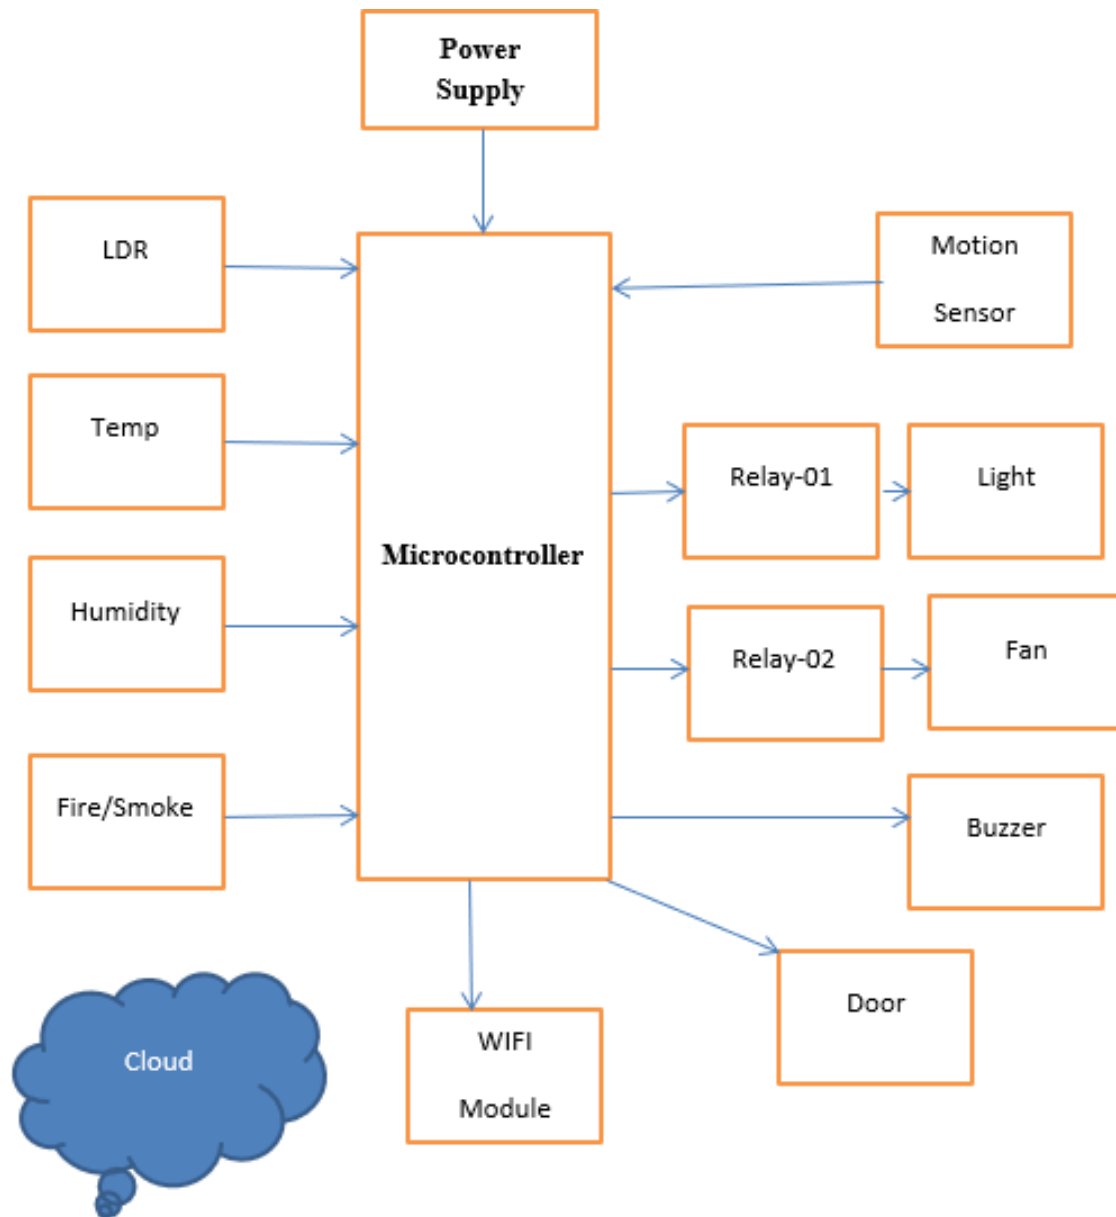 Power
Supply
LDR
Motion
Sensor
Temp
Relay-01
Light
Microcontroller
Humidity
Relay-02
Fan
Fire/Smoke
Buzzer
Door
WIFI
Module
Cloud